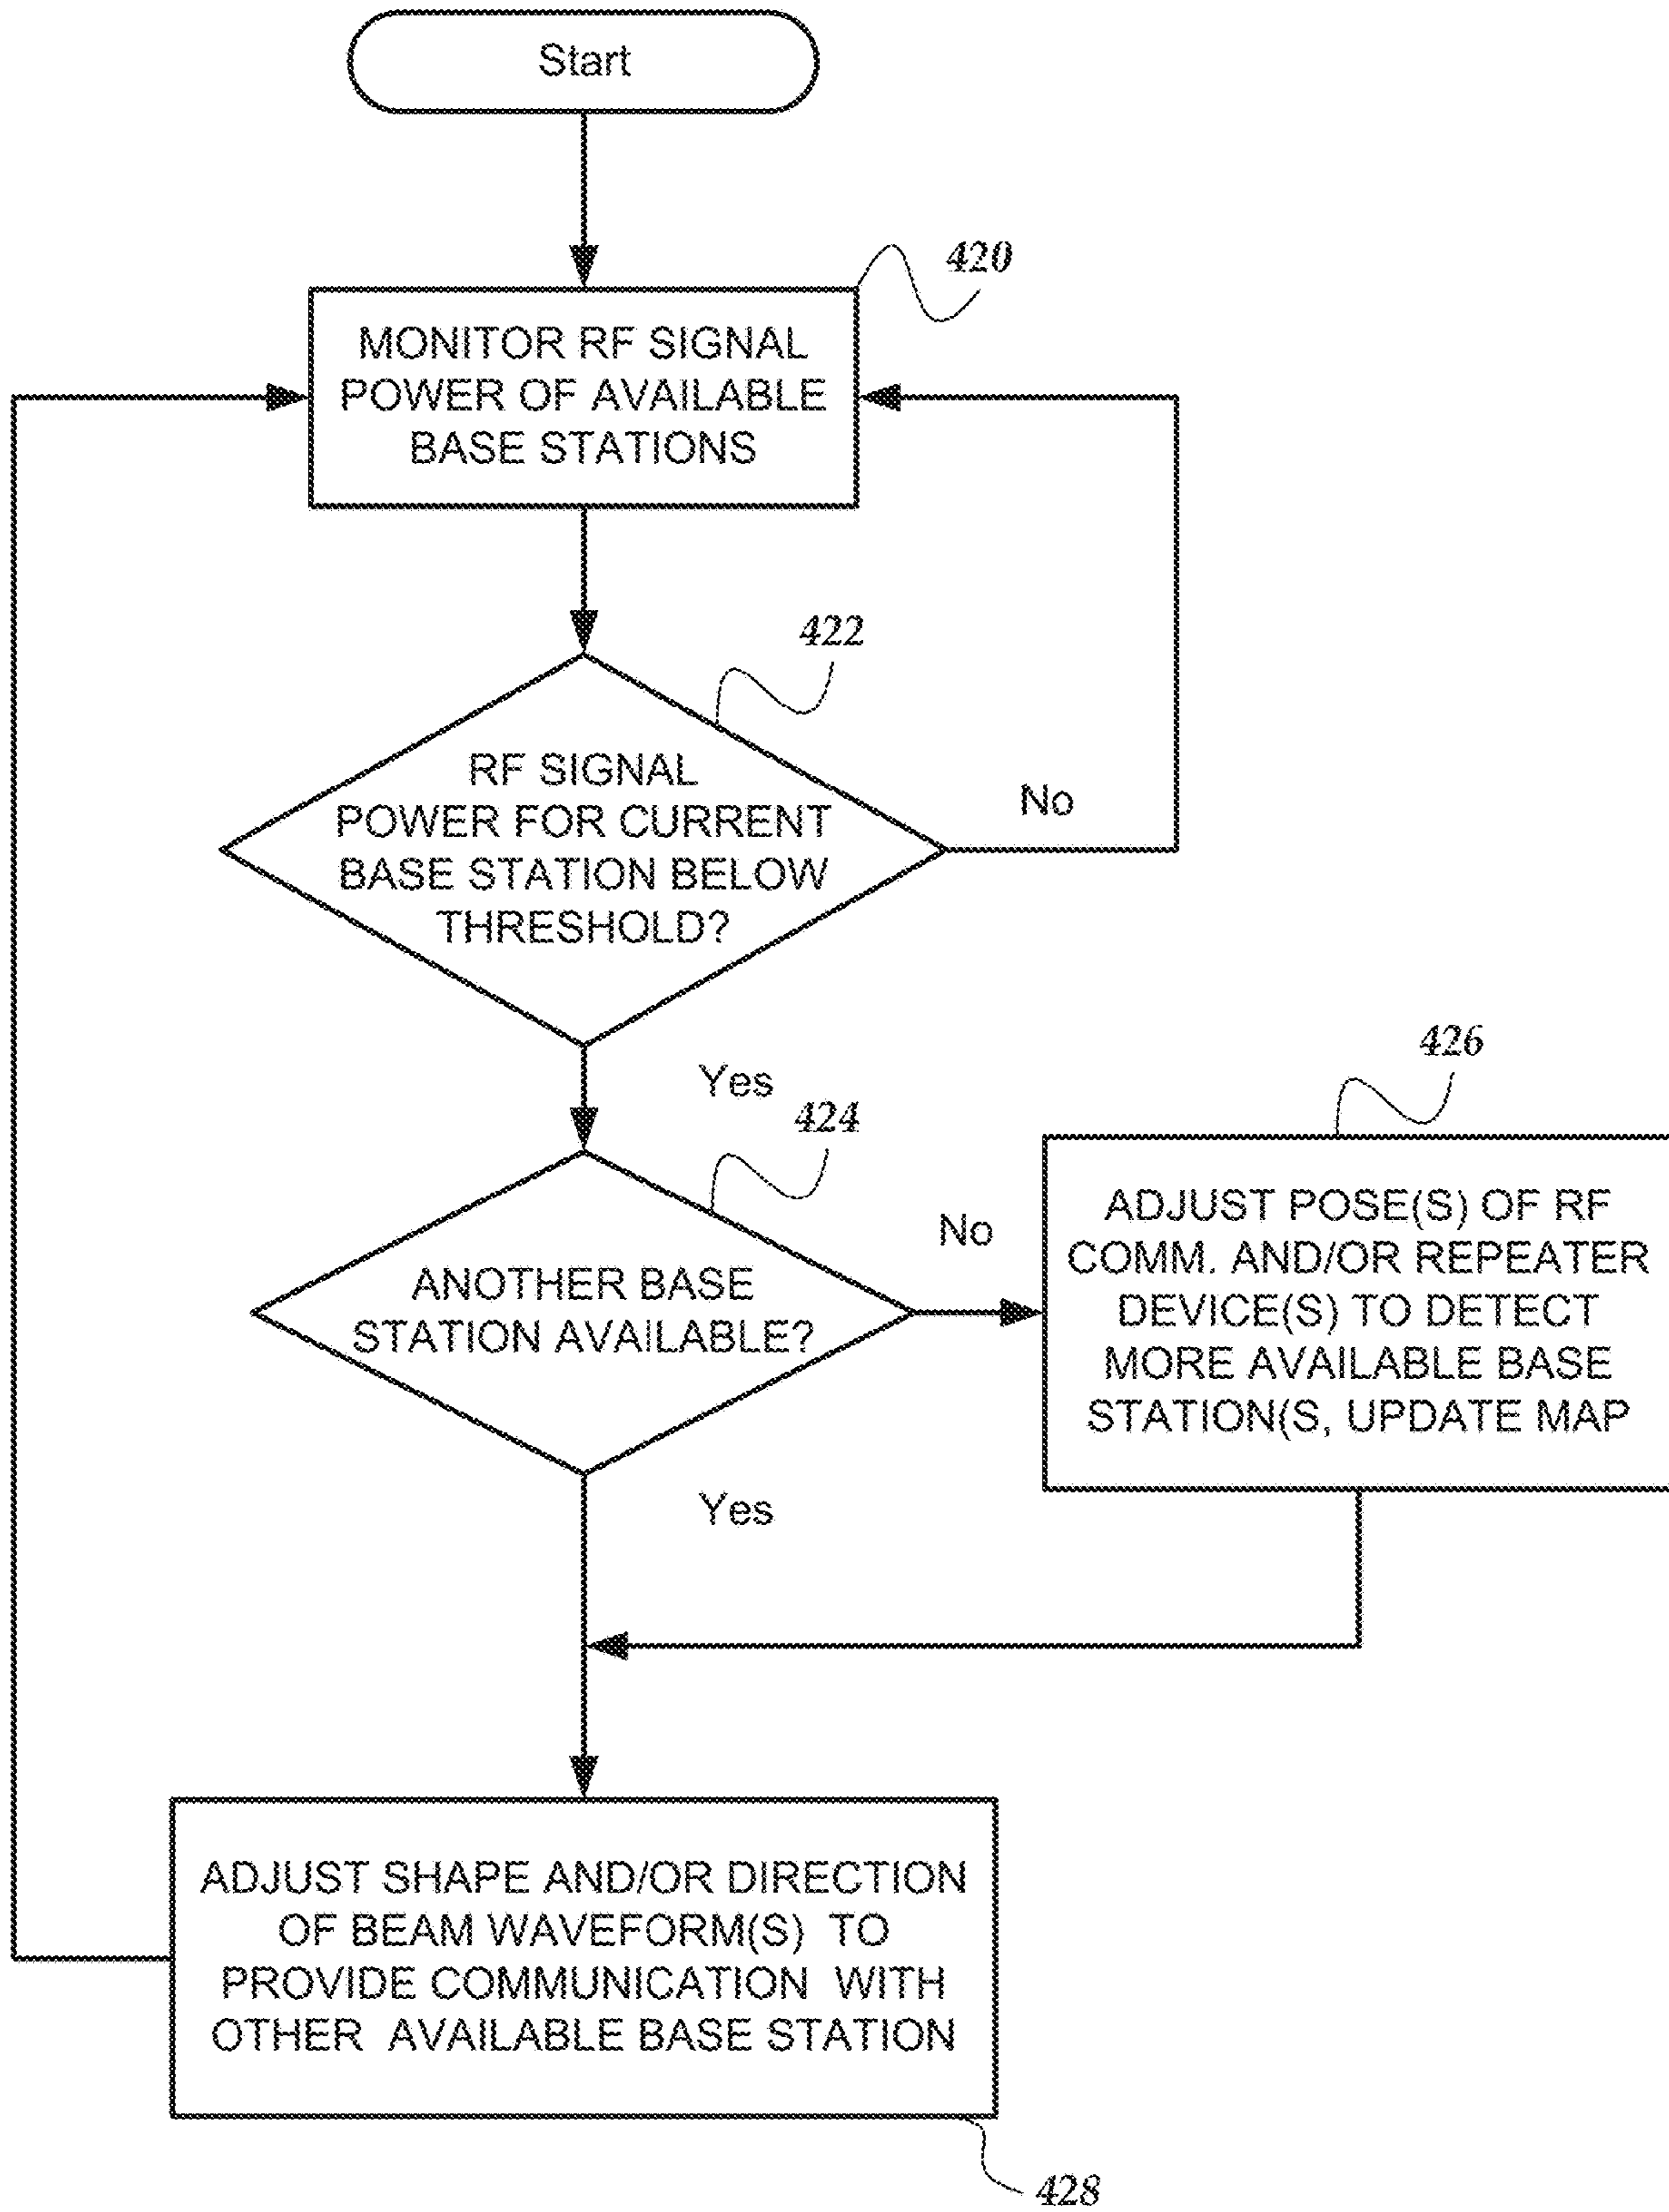 Start
420
MONITOR RF SIGNAL
POWER OF AVAILABLE
BASE STATIONS
422
RF SIGNAL
POWER FOR CURRENT
BASE STATION BELOW
THRESHOLD?
No
Yes
424
ANOTHER BASE
STATION AVAILABLE?
No
426
ADJUST POSE(S) OF RF
COMM. AND/OR REPEATER
DEVICE(S) TO DETECT
MORE AVAILABLE BASE
STATION(S, UPDATE MAP
Yes
ADJUST SHAPE AND/OR DIRECTION
OF BEAM WAVEFORM(S) TO
PROVIDE COMMUNICATION WITH
OTHER AVAILABLE BASE STATION
428